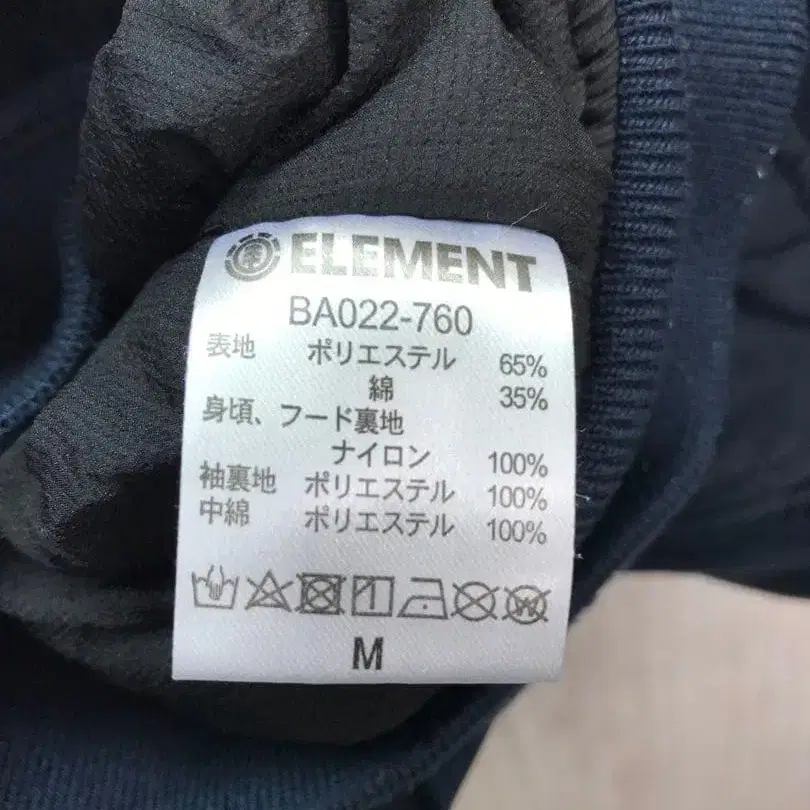 ELEMENT
BA022-760
表地 ポリエステル 65%
綿 35%
身頃、フード裏地
ナイロン 100%
袖裏地 ポリエステル 100%
中綿 ポリエステル 100%
M